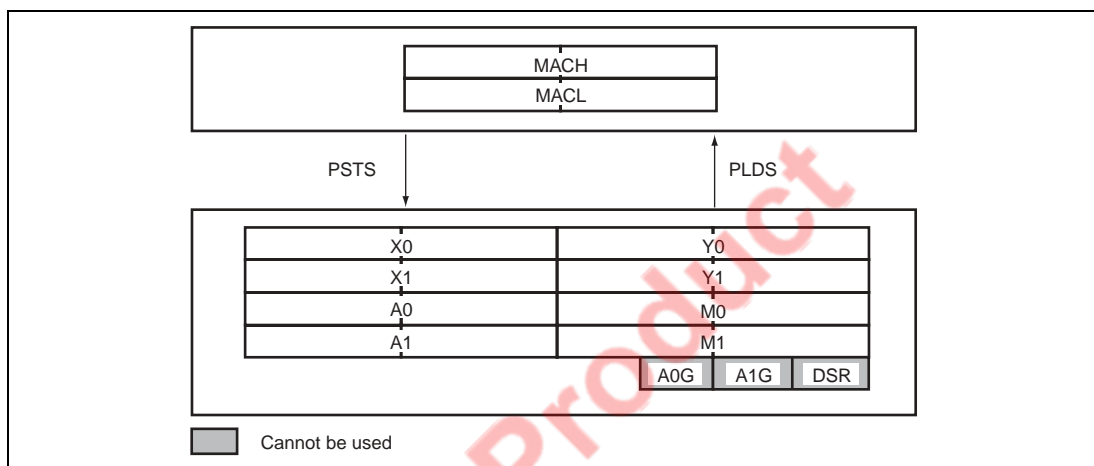 MACH
MACL
PSTS PLDS
X0 Y0
X1 Y1
A0 M0
A1 M1
A0G A1G DSR
Cannot be used
Product